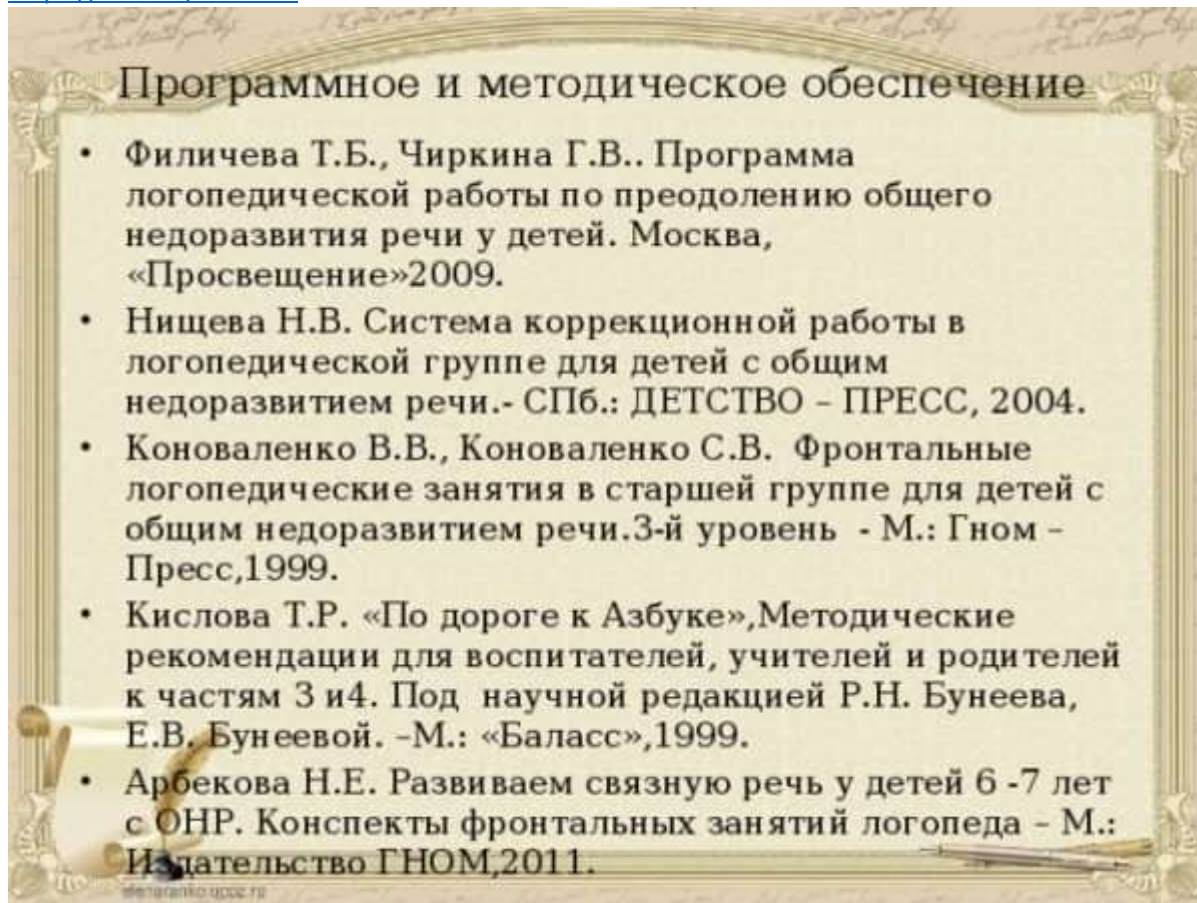 Программное и методическое обеспечение
• Филичева Т.Б., Чиркина Г.В.. Программа
логопедической работы по преодолению общего
недоразвития речи у детей. Москва,
«Просвещение»2009.
• Нищева Н.В. Система коррекционной работы в
логопедической группе для детей с общим
недоразвитием речи.- СПб.: ДЕТСТВО – ПРЕСС, 2004.
• Коноваленко В.В., Коноваленко С.В. Фронтальные
логопедические занятия в старшей группе для детей с
общим недоразвитием речи.3-й уровень - М.: Гном –
Пресс,1999.
• Кислова Т.Р. «По дороге к Азбуке»,Методические
рекомендации для воспитателей, учителей и родителей
к частям 3 и4. Под научной редакцией Р.Н. Бунеева,
Е.В. Бунеевой. –М.: «Баласс»,1999.
• Арбекова Н.Е. Развиваем связную речь у детей 6 -7 лет
с ОНР. Конспекты фронтальных занятий логопеда – М.:
Издательство ГНОМ,2011.
elenaranko.ucoz.ru